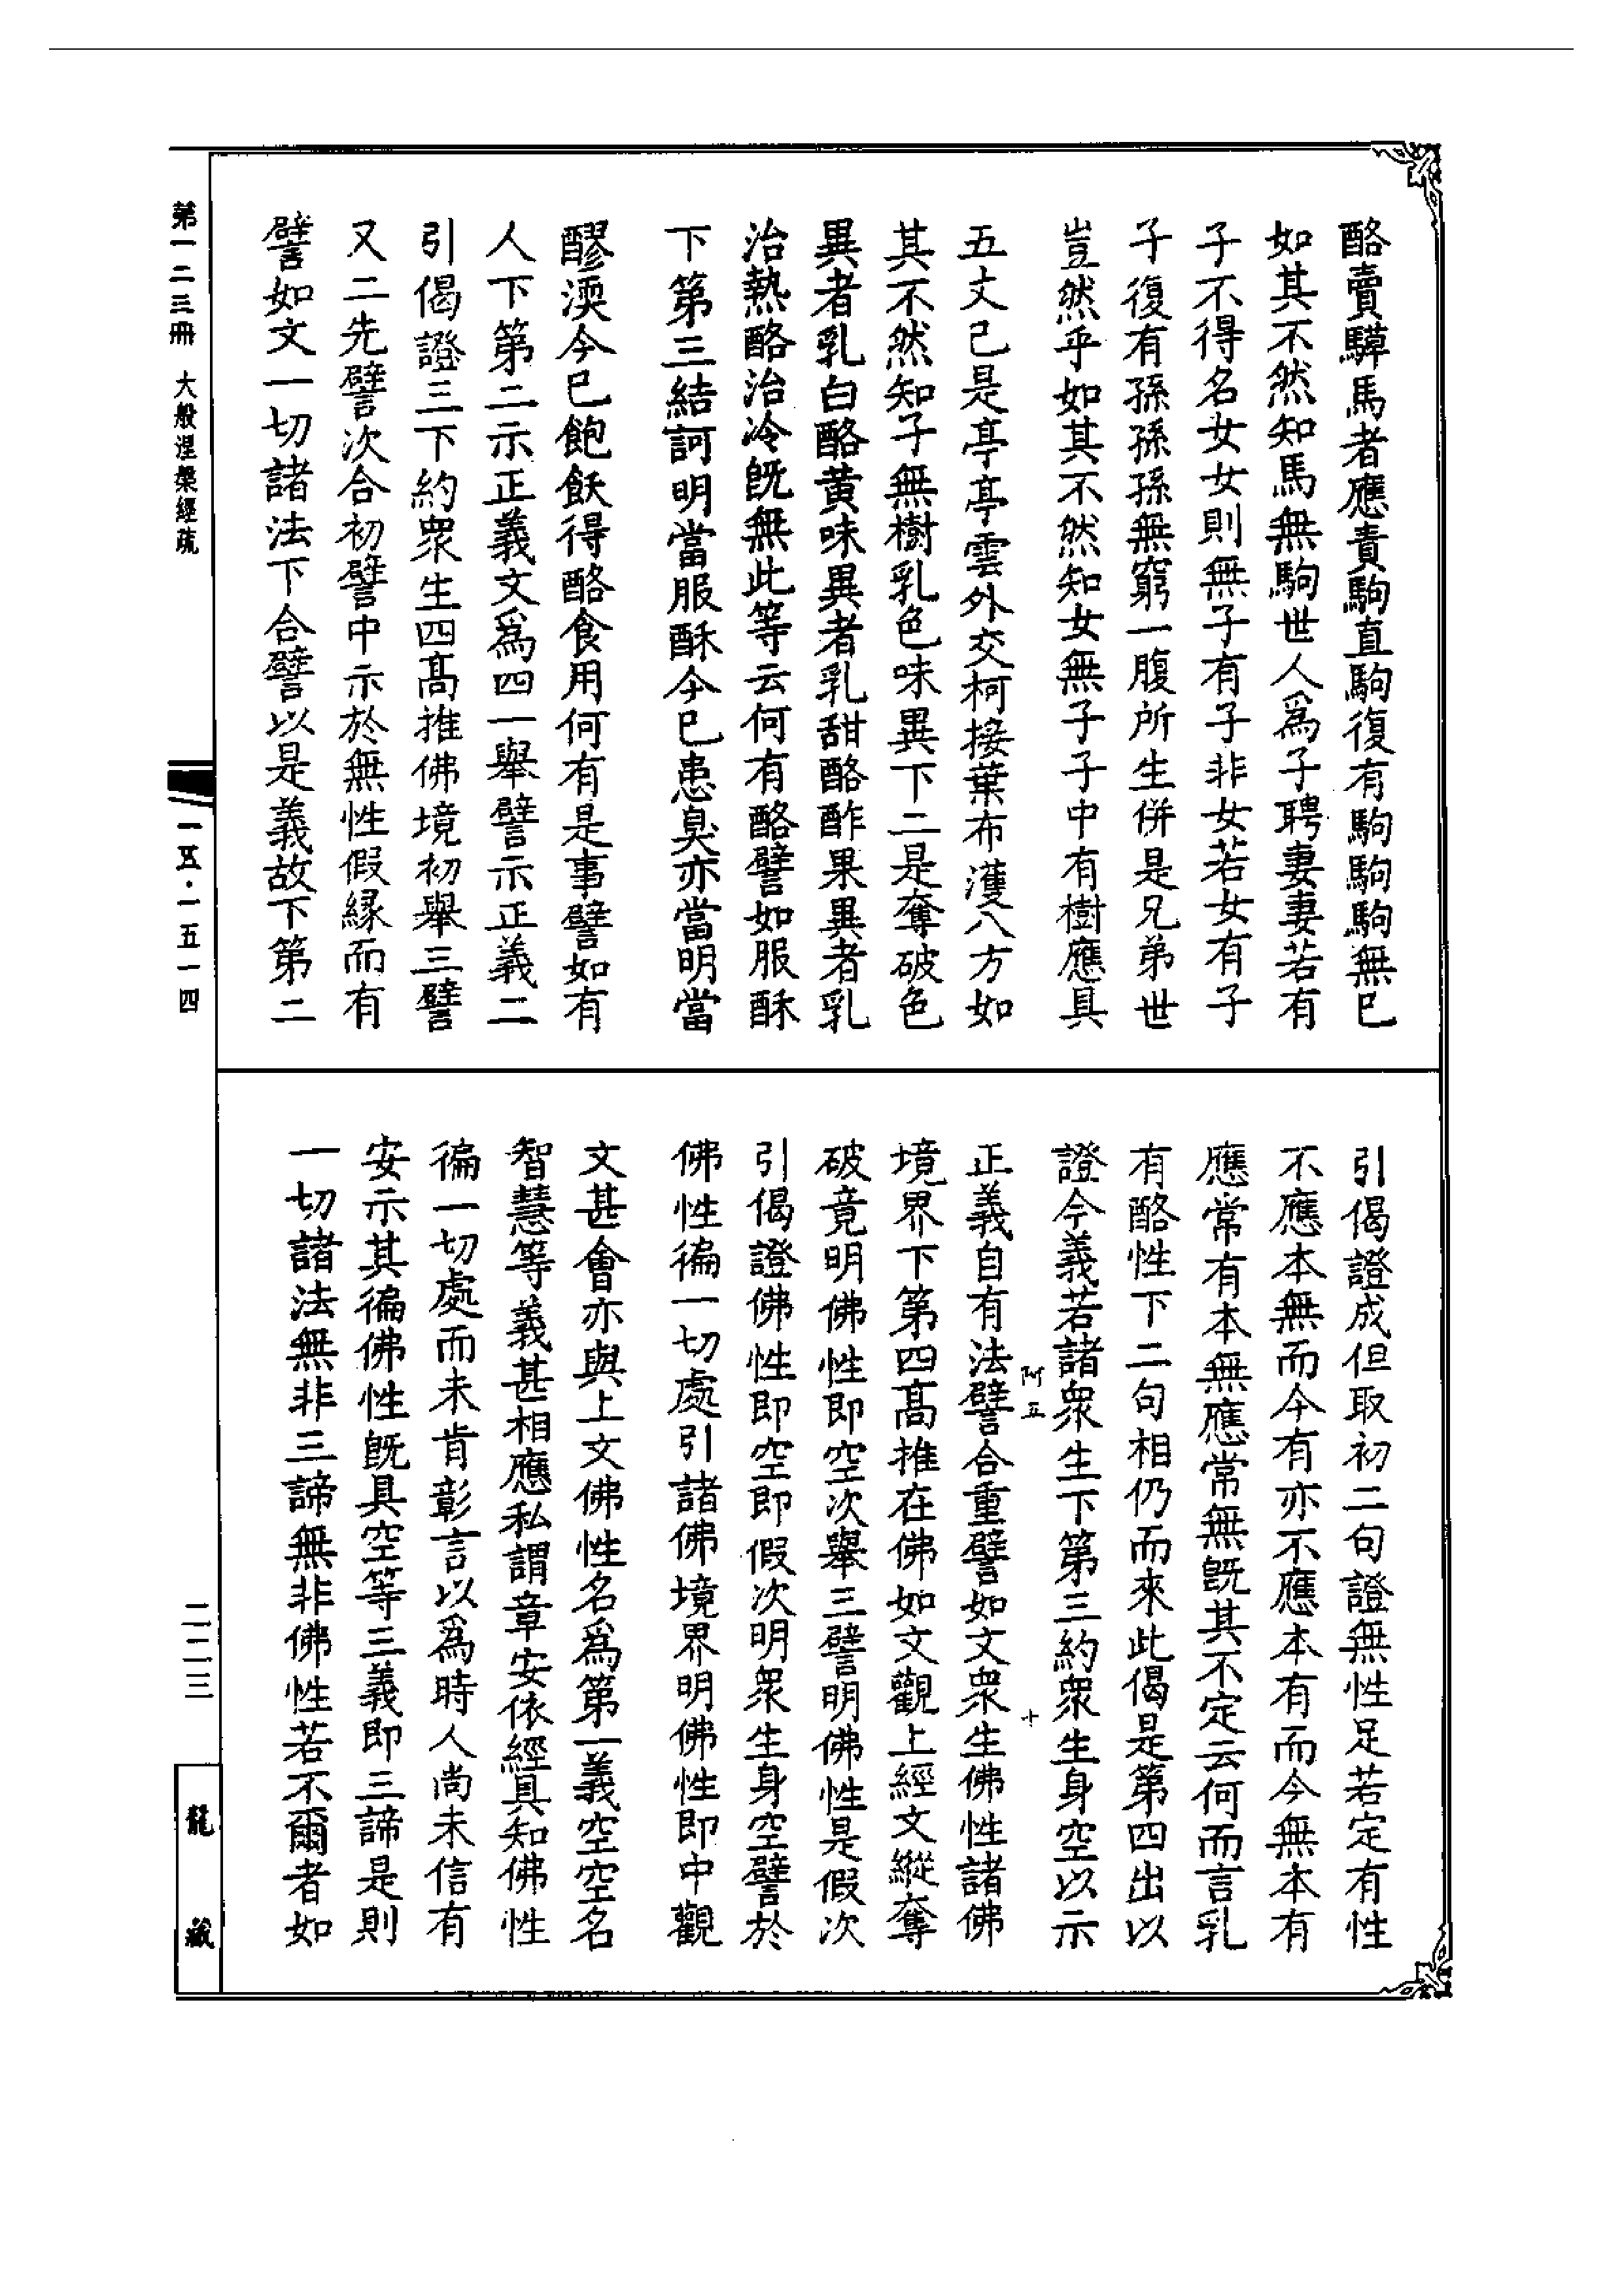 酪賣騲馬者應責駒直駒復有駒駒駒無已
如其不然知馬無駒世人爲子聘妻妻若有
子不得名女女則無子有子非女若女有子
子復有孫孫孫無窮一腹所生併是兄弟世
豈然乎如其不然知女無子子中有樹應具
五丈已是亭亭雲外交柯接葉布濩八方如
其不然知子無樹乳色味異下二是奪破色
異者乳白酪黄味異者乳甜酪酢果異者乳
治熱酪治冷旣無此等云何有酪譬如服酥
下第三結訶明當服酥今已患臭亦當明當
醪渜今已飽飫得酪食用何有是事譬如有
人下第二示正義文爲四一舉譬示正義二
引偈證三下約衆生四髙推佛境初舉三譬
又二先譬次合初譬中示於無性假緣而有
譬如文一切諸法下合譬以是義故下第二
引偈證成但取初二句證無性足若定有性
不應本無而今有亦不應本有而今無本有
應常有本無應常無旣其不定云何而言乳
有酪性下二句相仍而來此偈是第四出以
證今義若諸衆生下第三約衆生身空以示
阿五 十
正義自有法譬合重譬如文衆生佛性諸佛
境界下第四髙推在佛如文觀上經文縱奪
破竟明佛性即空次舉三譬明佛性是假次
引偈證佛性即空即假次明衆生身空譬於
佛性徧一切處引諸佛境界明佛性即中觀
文甚會亦與上文佛性名爲第一義空空名
智慧等義甚相應私謂章安依經具知佛性
徧一切處而未肯彰言以爲時人尚未信有
安示其徧佛性旣具空等三義即三諦是則
一切諸法無非三諦無非佛性若不爾者如
第一二三冊 大般涅槃經疏
一五·一五一四
二二三
龍藏